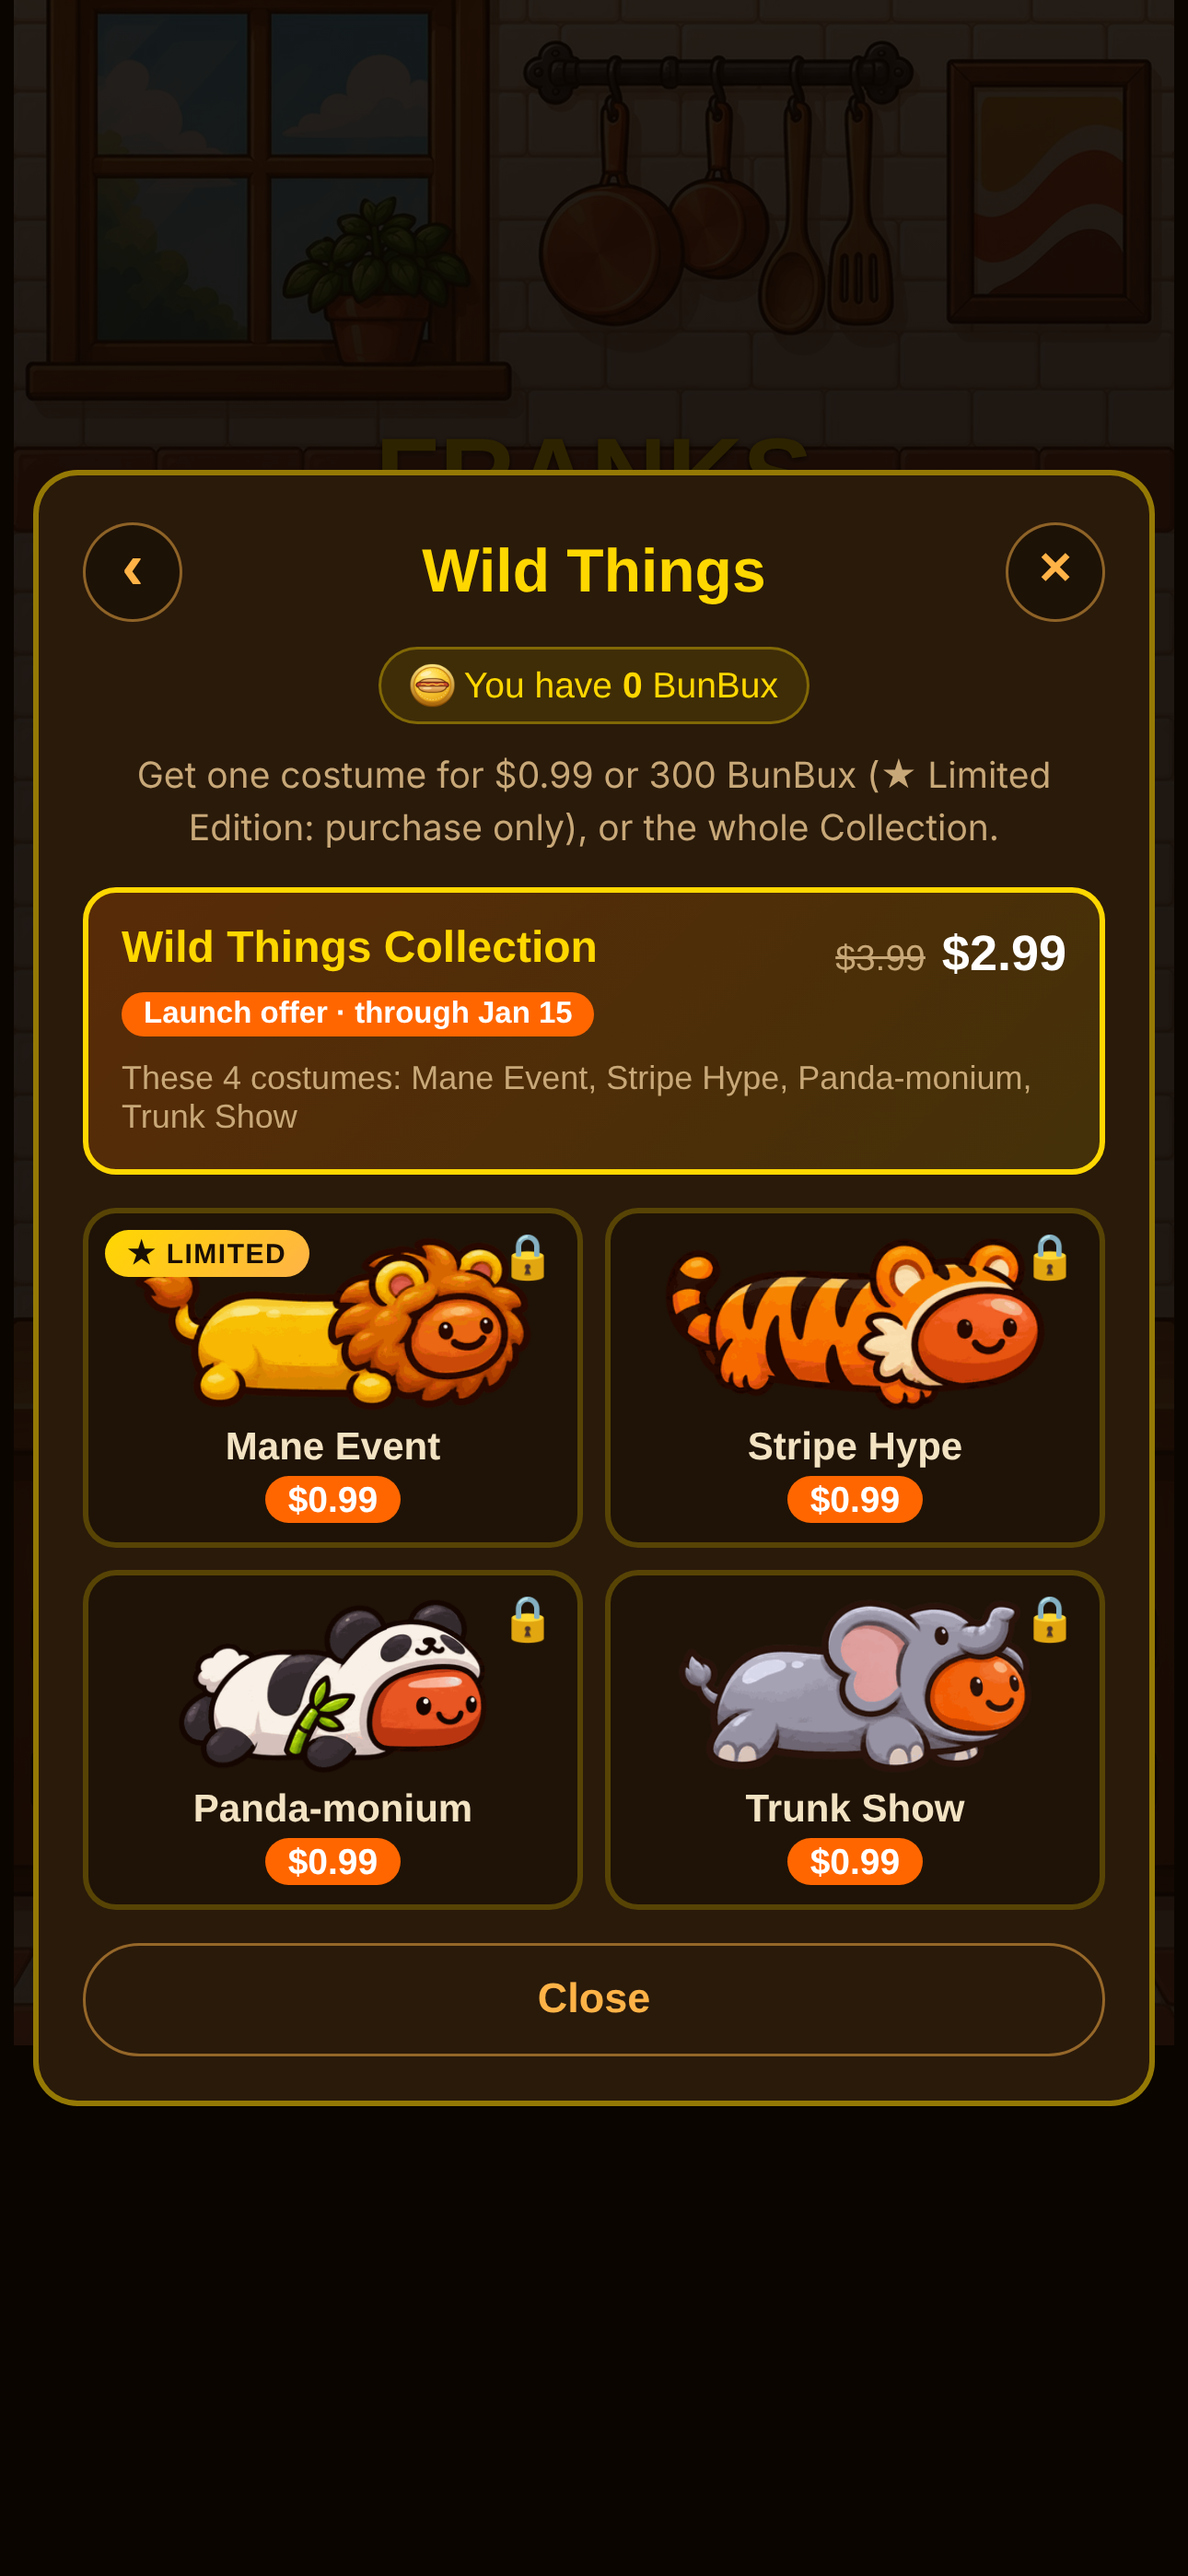 FRANKS
‹
Wild Things
✕
You have 0 BunBux
Get one costume for $0.99 or 300 BunBux (★ Limited
Edition: purchase only), or the whole Collection.
Wild Things Collection
$3.99 $2.99
Launch offer · through Jan 15
These 4 costumes: Mane Event, Stripe Hype, Panda-monium,
Trunk Show
★ LIMITED
Mane Event
$0.99
Stripe Hype
$0.99
Panda-monium
$0.99
Trunk Show
$0.99
Close